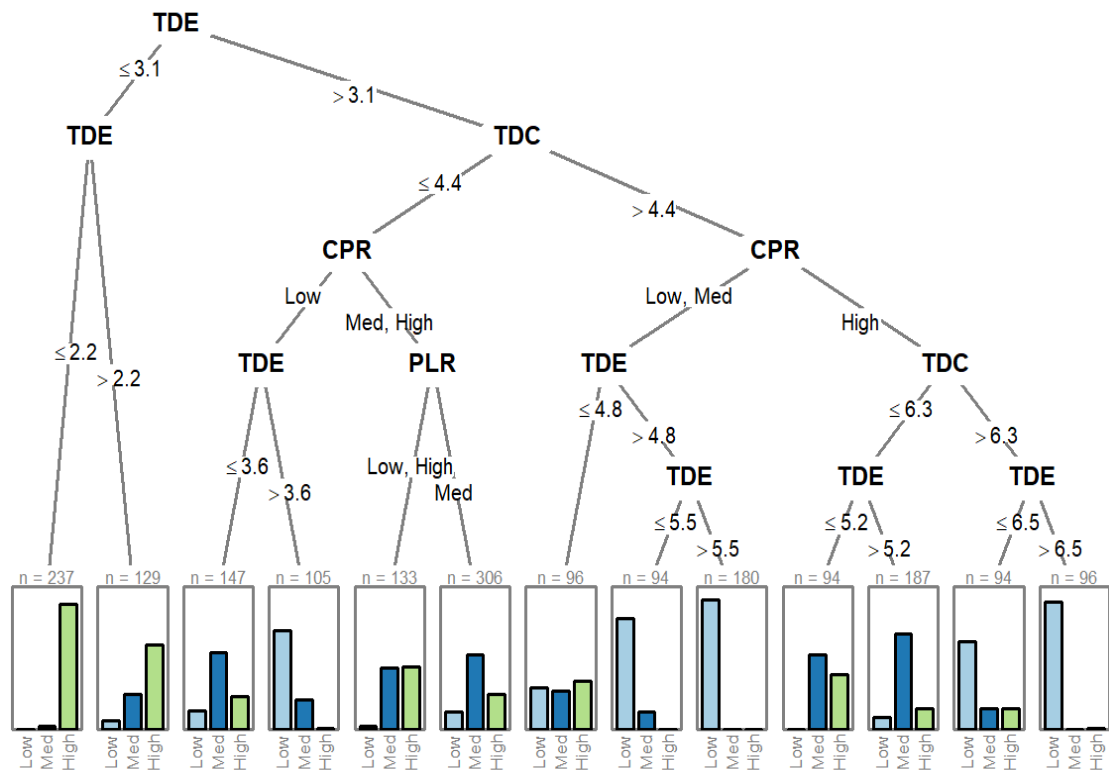 TDE
≤ 3.1
> 3.1
TDE
TDC
≤ 4.4
> 4.4
CPR
CPR
Low
Med, High
Low, Med
High
≤ 2.2
> 2.2
TDE
PLR
TDE
TDC
≤ 4.8
> 4.8
≤ 6.3
> 6.3
≤ 3.6
> 3.6
Low, High,
Med
TDE
TDE
TDE
≤ 5.5
> 5.5
≤ 5.2
> 5.2
≤ 6.5
> 6.5
n = 237
n = 129
n = 147
n = 105
n = 133
n = 306
n = 96
n = 94
n = 180
n = 94
n = 187
n = 94
n = 96
Low
Med
High
Low
Med
High
Low
Med
High
Low
Med
High
Low
Med
High
Low
Med
High
Low
Med
High
Low
Med
High
Low
Med
High
Low
Med
High
Low
Med
High
Low
Med
High
Low
Med
High